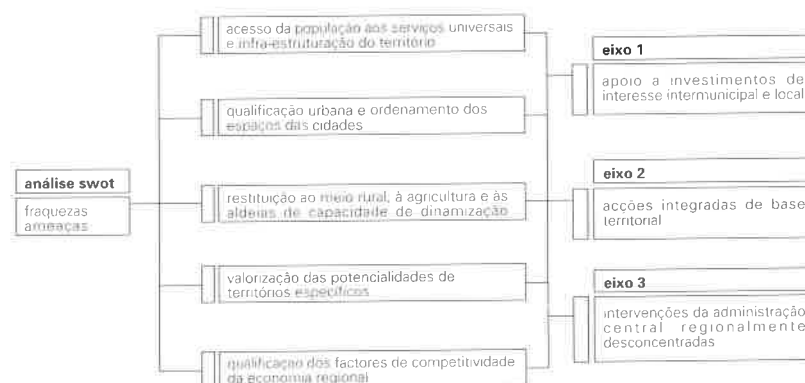 análise swot
fraquezas
ameaças
acesso da população aos serviços universais
e infra-estruturação do território
qualificação urbana e ordenamento dos
espaços das cidades
restituição ao meio rural, à agricultura e às
aldeias de capacidade de dinamização
valorização das potencialidades de
territórios específicos
qualificação dos factores de competitividade
da economia regional
eixo 1
apoio a investimentos de
interesse intermunicipal e local
eixo 2
acções integradas de base
territorial
eixo 3
intervenções da administração
central regionalmente
desconcentradas